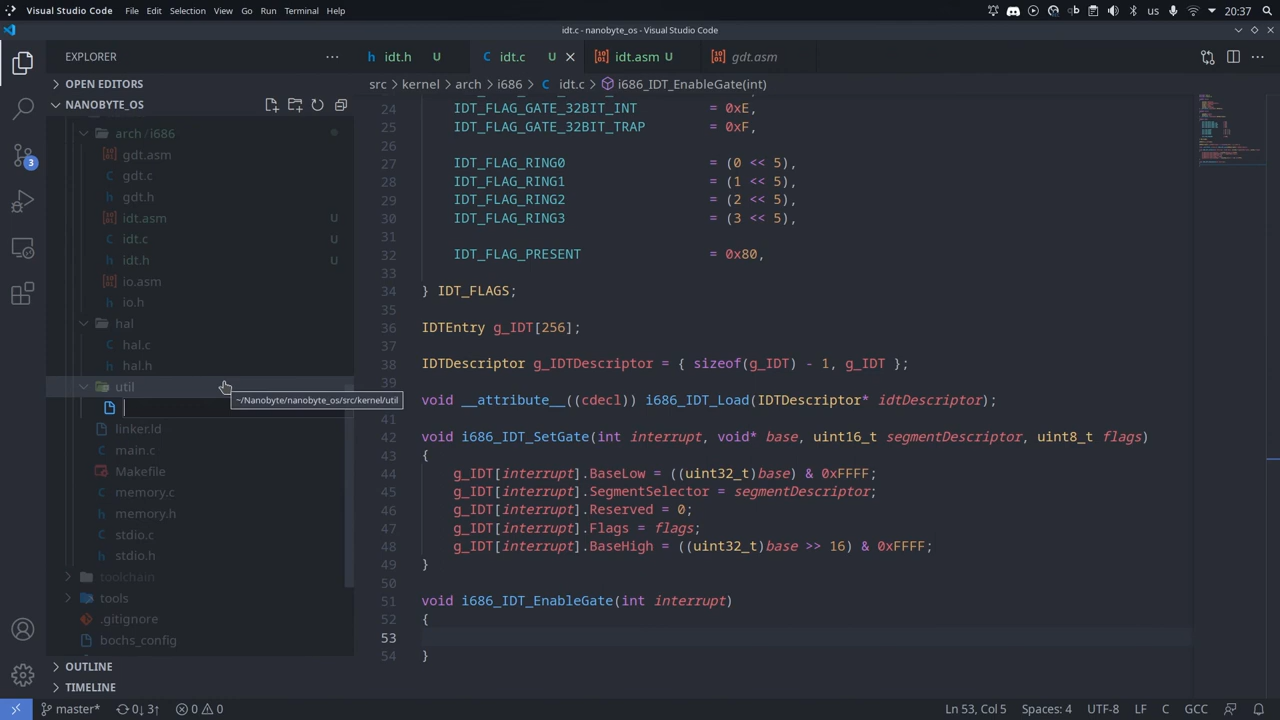 Visual Studio Code File Edit Selection View Go Run Terminal Help us 20:37
idt.c - nanobyte_os - Visual Studio Code
EXPLORER
idt.h U idt.c U idt.asm U gdt.asm
OPEN EDITORS
src kernel arch i686 idt.c i686_IDT_EnableGate(int)
NANOBYTE_OS
arch / i686
gdt.asm
gdt.c
gdt.h
idt.asm U
idt.c U
idt.h U
io.asm
io.h
hal
hal.c
hal.h
util
~/Nanobyte/nanobyte_os/src/kernel/util
linker.ld
main.c
Makefile
memory.c
memory.h
stdio.c
stdio.h
toolchain
tools
.gitignore
bochs_config
OUTLINE
TIMELINE
3
24 IDT_FLAG_GATE_32BIT_INT = 0xE,
25 IDT_FLAG_GATE_32BIT_TRAP = 0xF,
26
27 IDT_FLAG_RING0 = (0 << 5),
28 IDT_FLAG_RING1 = (1 << 5),
29 IDT_FLAG_RING2 = (2 << 5),
30 IDT_FLAG_RING3 = (3 << 5),
31
32 IDT_FLAG_PRESENT = 0x80,
33
34 } IDT_FLAGS;
35
36 IDTEntry g_IDT[256];
37
38 IDTDescriptor g_IDTDescriptor = { sizeof(g_IDT) - 1, g_IDT };
39
40 void __attribute__((cdecl)) i686_IDT_Load(IDTDescriptor* idtDescriptor);
41
42 void i686_IDT_SetGate(int interrupt, void* base, uint16_t segmentDescriptor, uint8_t flags)
43 {
44 g_IDT[interrupt].BaseLow = ((uint32_t)base) & 0xFFFF;
45 g_IDT[interrupt].SegmentSelector = segmentDescriptor;
46 g_IDT[interrupt].Reserved = 0;
47 g_IDT[interrupt].Flags = flags;
48 g_IDT[interrupt].BaseHigh = ((uint32_t)base >> 16) & 0xFFFF;
49 }
50
51 void i686_IDT_EnableGate(int interrupt)
52 {
53
54 }
master* 0↓ 3↑ 0 0 Ln 53, Col 5 Spaces: 4 UTF-8 LF C GCC